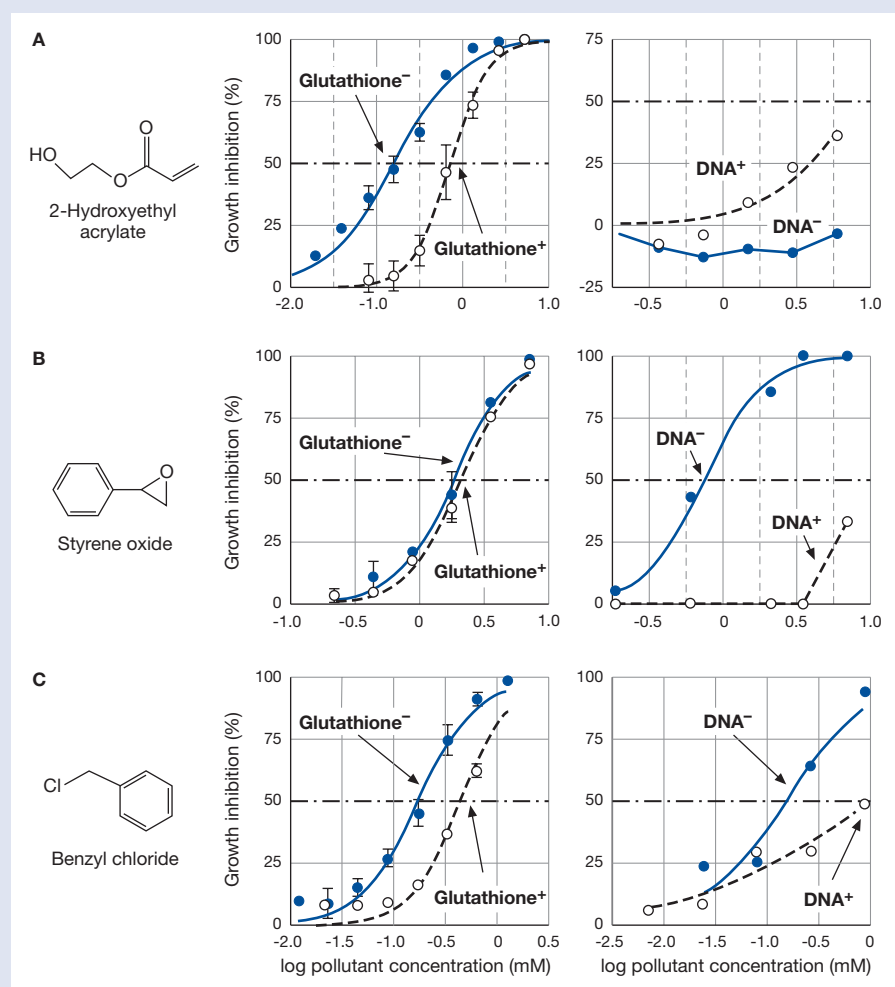 A
HO
O
O
2-Hydroxyethyl
acrylate
Growth inhibition (%)
100
75
50
25
0
-2.0
-1.0
0
1.0
Glutathione⁻
Glutathione⁺
100
75
50
25
0
-25
-0.5
0
0.5
1.0
DNA⁺
DNA⁻
B
O
Styrene oxide
Growth inhibition (%)
100
75
50
25
0
-1.0
-0.5
0
0.5
1.0
Glutathione⁻
Glutathione⁺
100
75
50
25
0
-0.5
0
0.5
1.0
DNA⁻
DNA⁺
C
Cl
Benzyl chloride
Growth inhibition (%)
100
75
50
25
0
-2.0
-1.5
-1.0
-0.5
0
0.5
log pollutant concentration (mM)
Glutathione⁻
Glutathione⁺
100
75
50
25
0
-2.5
-1.5
-1.0
-0.5
0
log pollutant concentration (mM)
DNA⁻
DNA⁺